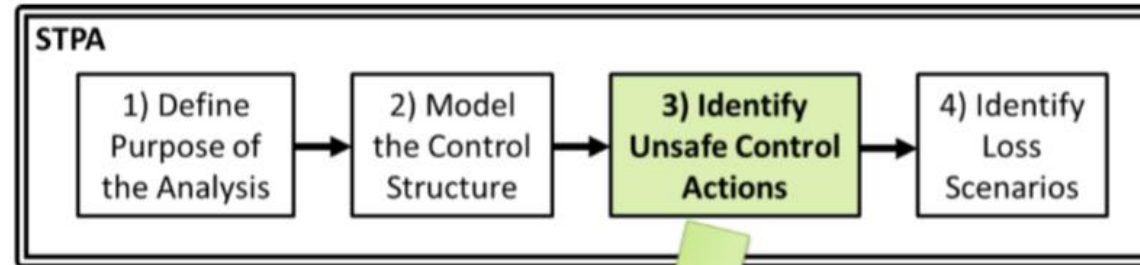 STPA
1) Define
Purpose of
the Analysis
2) Model
the Control
Structure
3) Identify
Unsafe Control
Actions
4) Identify
Loss
Scenarios